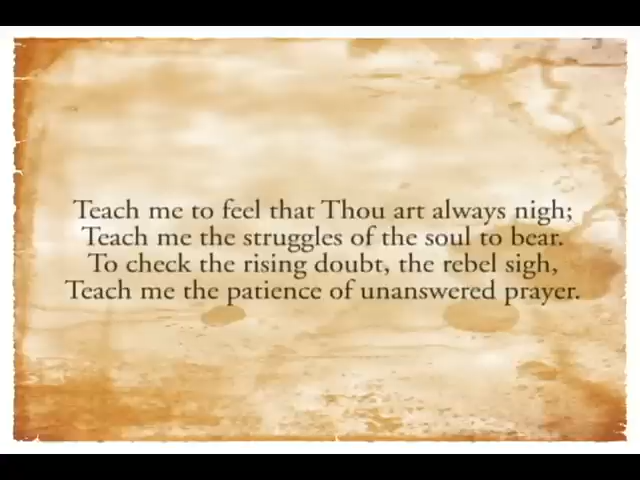 Teach me to feel that Thou art always nigh;
Teach me the struggles of the soul to bear.
To check the rising doubt, the rebel sigh,
Teach me the patience of unanswered prayer.